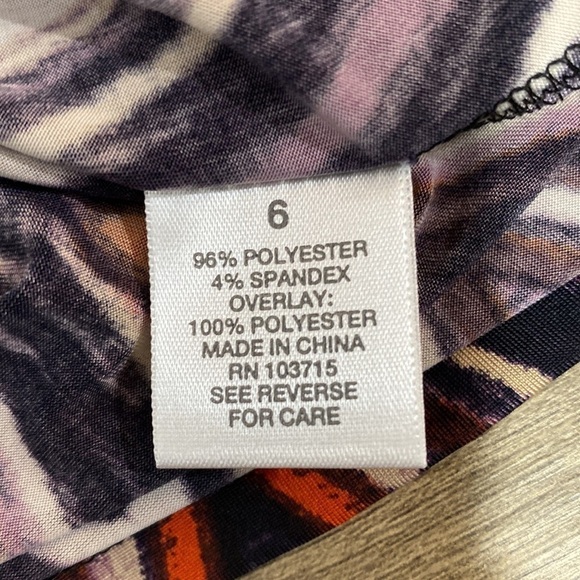 6
96% POLYESTER
4% SPANDEX
OVERLAY:
100% POLYESTER
MADE IN CHINA
RN 103715
SEE REVERSE
FOR CARE